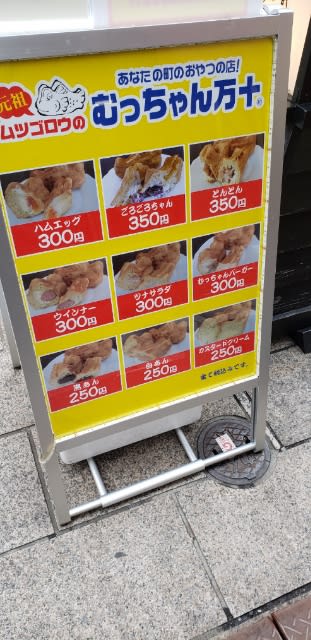 あなたの町のおやつの店!
元祖
ムツゴロウの
むっちゃん万十
ハムエッグ
300円
ごろごろちゃん
350円
とんとん
350円
ウインナー
300円
ツナサラダ
300円
むっちゃんバーガー
300円
黒あん
250円
白あん
250円
カスタードクリーム
250円
全て税込みです。